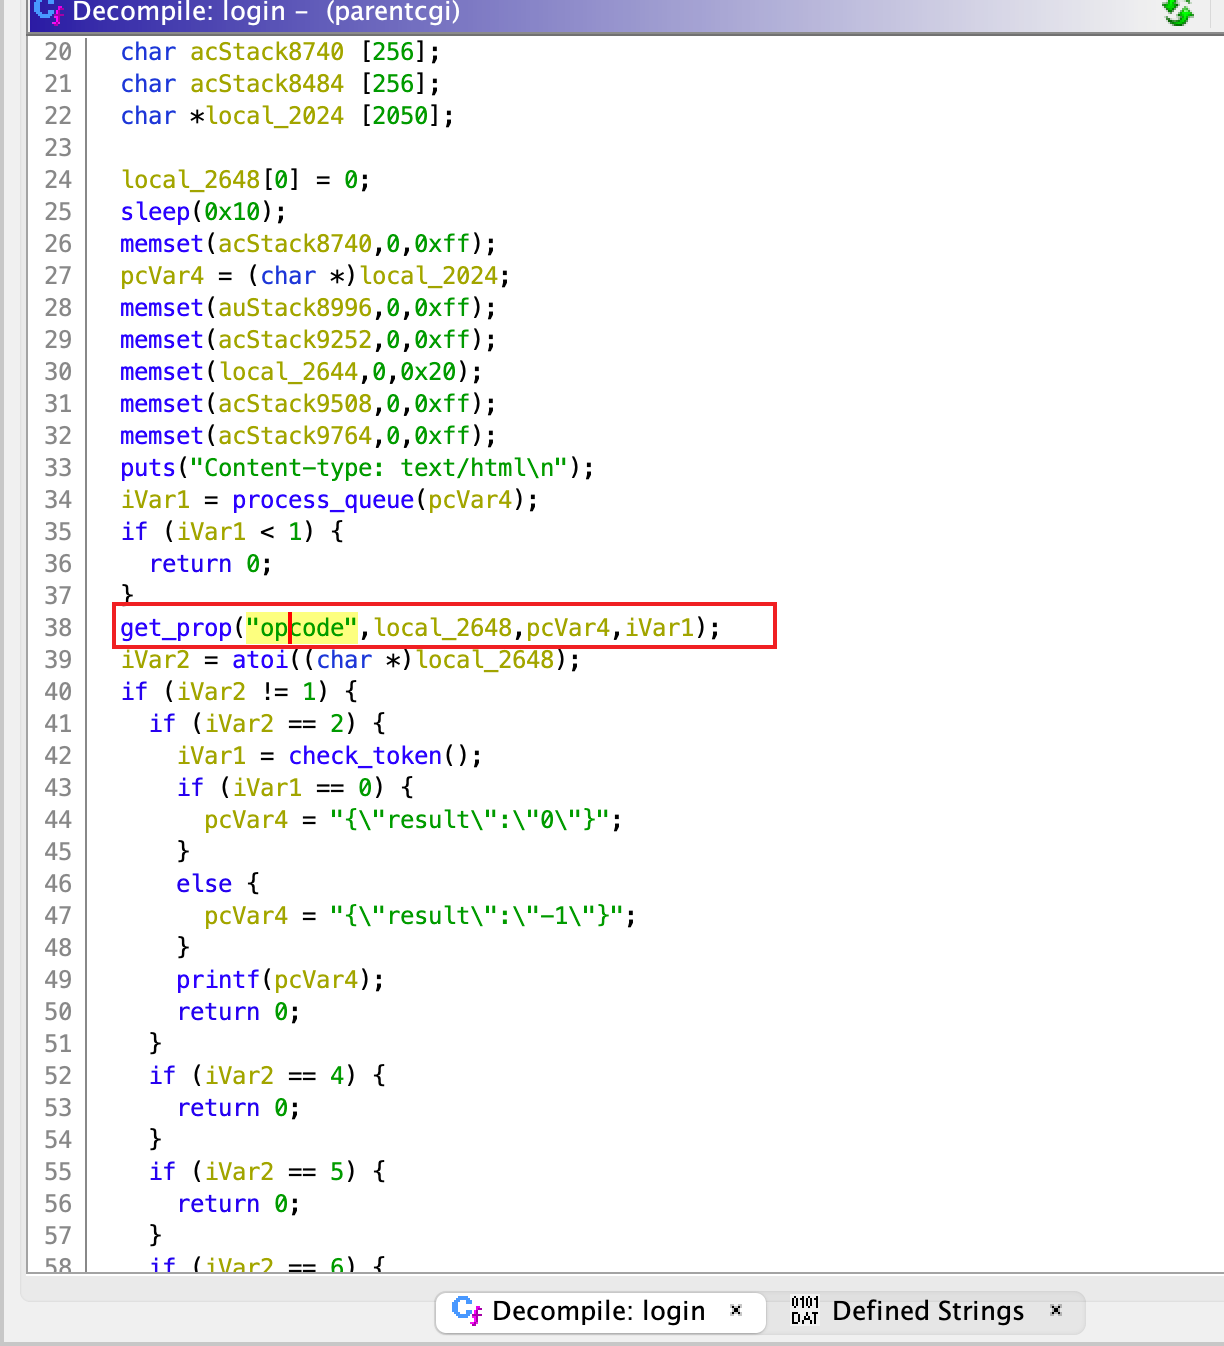 Decompile: login – (parentcgi)
20 char acStack8740 [256];
21 char acStack8484 [256];
22 char *local_2024 [2050];
23
24 local_2648[0] = 0;
25 sleep(0x10);
26 memset(acStack8740,0,0xff);
27 pcVar4 = (char *)local_2024;
28 memset(auStack8996,0,0xff);
29 memset(acStack9252,0,0xff);
30 memset(local_2644,0,0x20);
31 memset(acStack9508,0,0xff);
32 memset(acStack9764,0,0xff);
33 puts("Content-type: text/html\n");
34 iVar1 = process_queue(pcVar4);
35 if (iVar1 < 1) {
36 return 0;
37 }
38 get_prop("opcode",local_2648,pcVar4,iVar1);
39 iVar2 = atoi((char *)local_2648);
40 if (iVar2 != 1) {
41 if (iVar2 == 2) {
42 iVar1 = check_token();
43 if (iVar1 == 0) {
44 pcVar4 = "{\"result\":\"0\"}";
45 }
46 else {
47 pcVar4 = "{\"result\":\"-1\"}";
48 }
49 printf(pcVar4);
50 return 0;
51 }
52 if (iVar2 == 4) {
53 return 0;
54 }
55 if (iVar2 == 5) {
56 return 0;
57 }
58 if (iVar2 == 6) {
Decompile: login × 0101 DAT Defined Strings ×